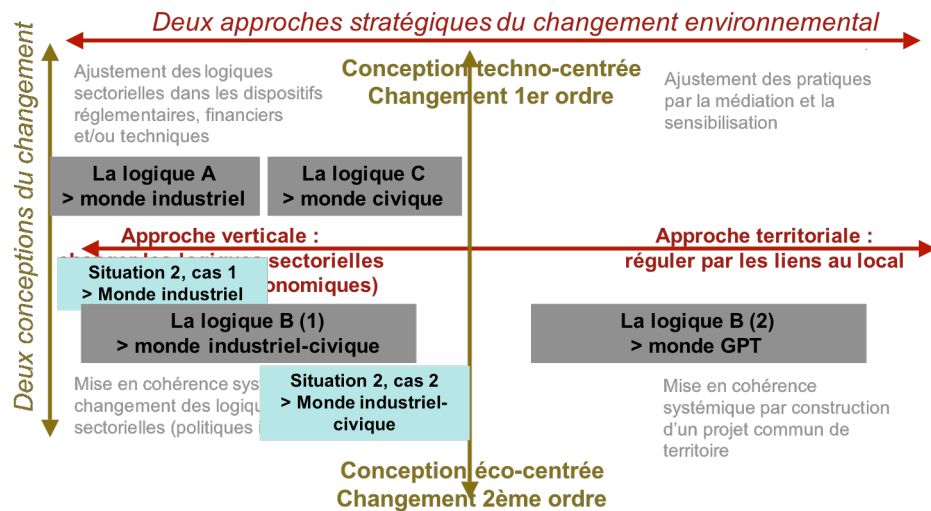 Deux approches stratégiques du changement environnemental
Deux conceptions du changement
Ajustement des logiques
sectorielles dans les dispositifs
réglementaires, financiers
et/ou techniques
Conception techno-centrée
Changement 1er ordre
Ajustement des pratiques
par la médiation et la
sensibilisation
La logique A
> monde industriel
La logique C
> monde civique
Approche verticale :
sectorielles
Approche territoriale :
réguler par les liens au local
Situation 2, cas 1
> Monde industriel
La logique B (1)
> monde industriel-civique
La logique B (2)
> monde GPT
Mise en cohérence
changement des
sectorielles (politiques
Situation 2, cas 2
> Monde industriel-
civique
Mise en cohérence
systémique par construction
d'un projet commun de
territoire
Conception éco-centrée
Changement 2ème ordre